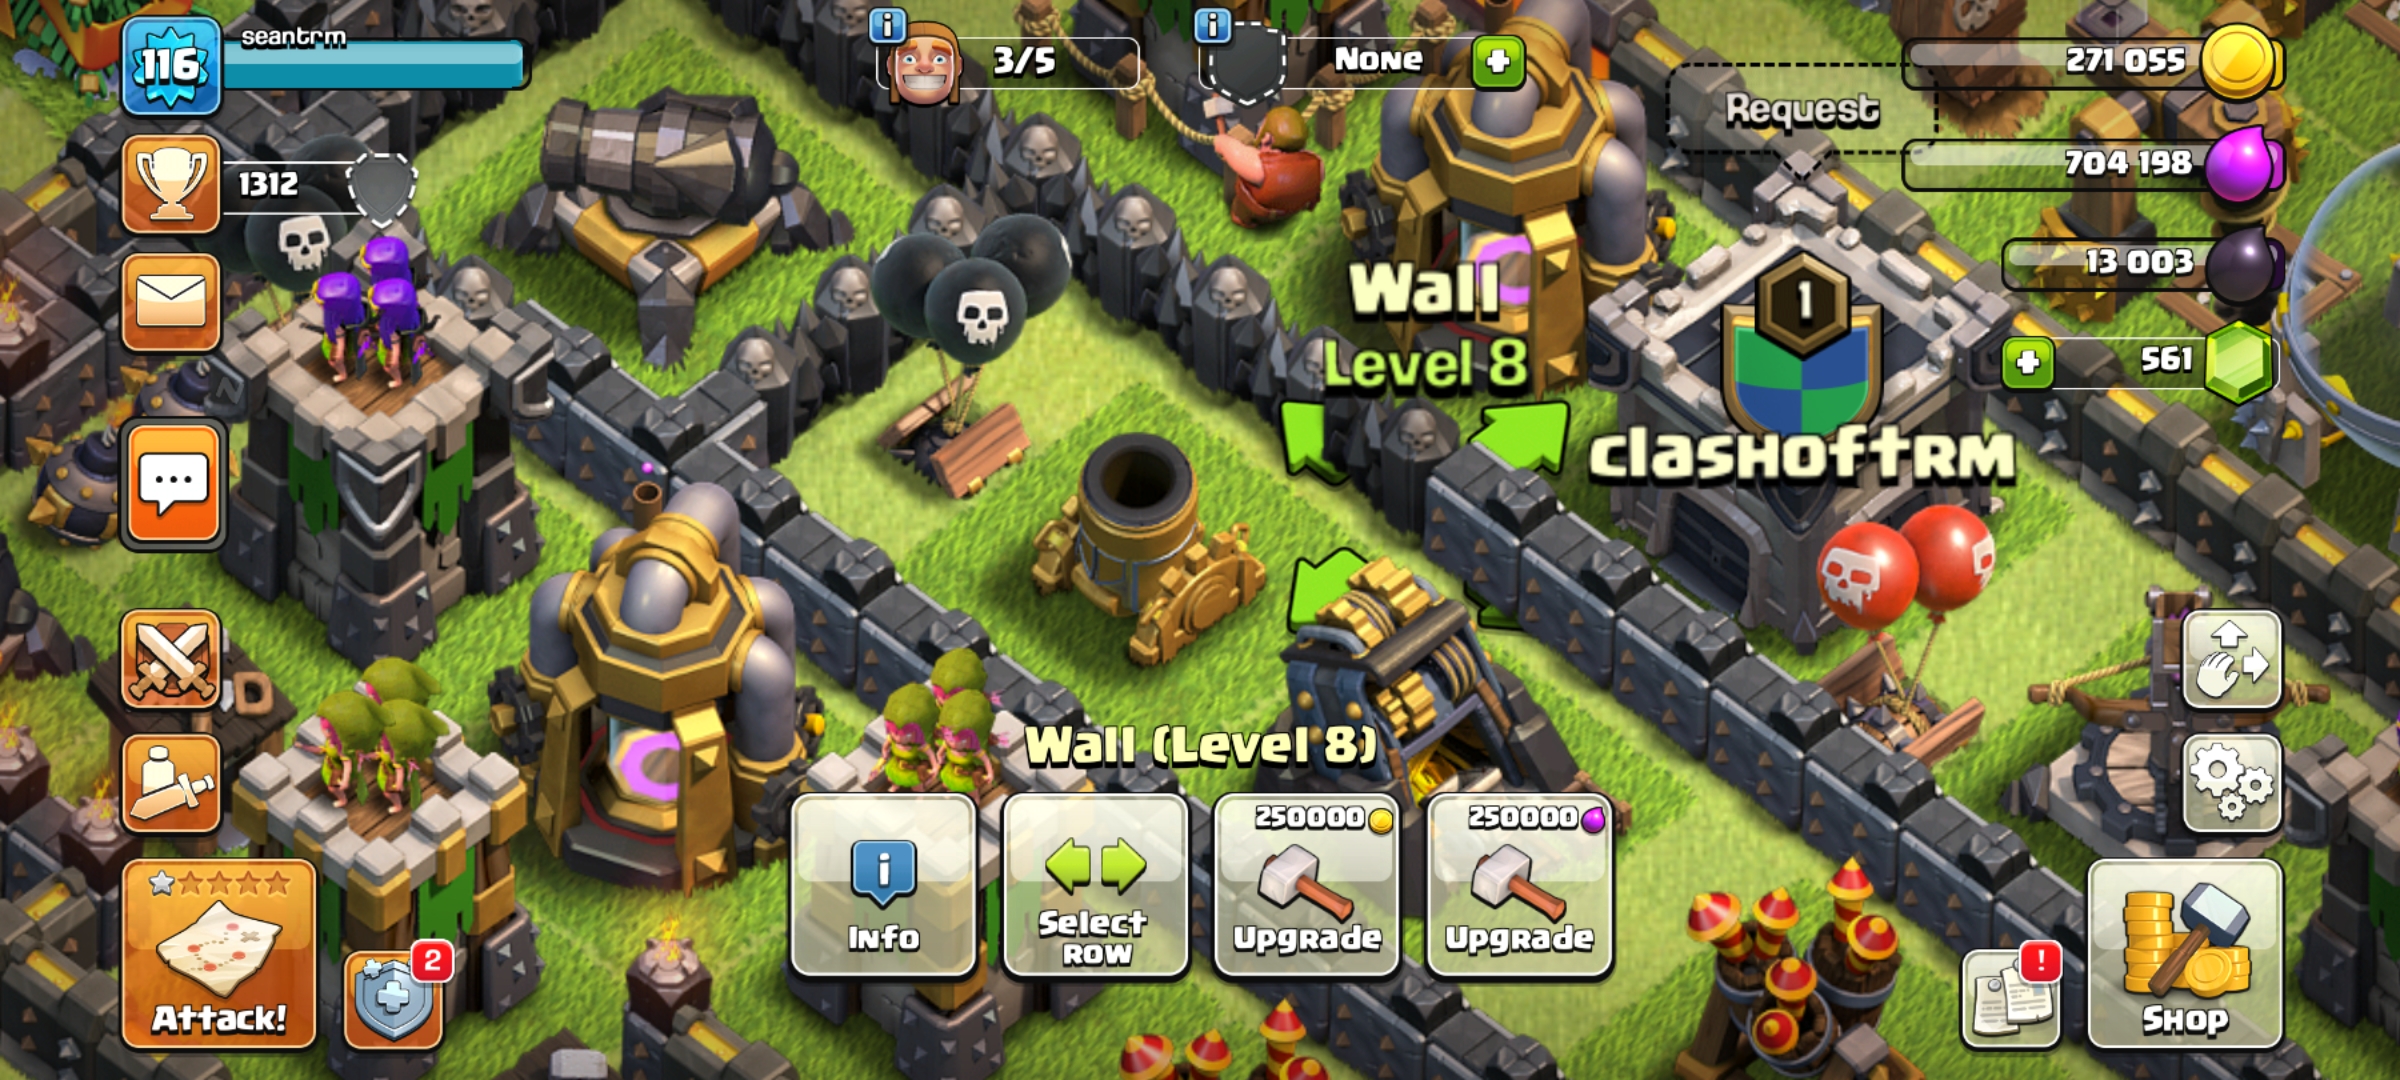 116
seantrm
3/5
None
271 055
Request
1312
704 198
13 003
Wall
Level 8
1
561
clashoftRM
Wall (Level 8)
250000
250000
Info
Select
Row
Upgrade
Upgrade
Attack!
2
!
Shop